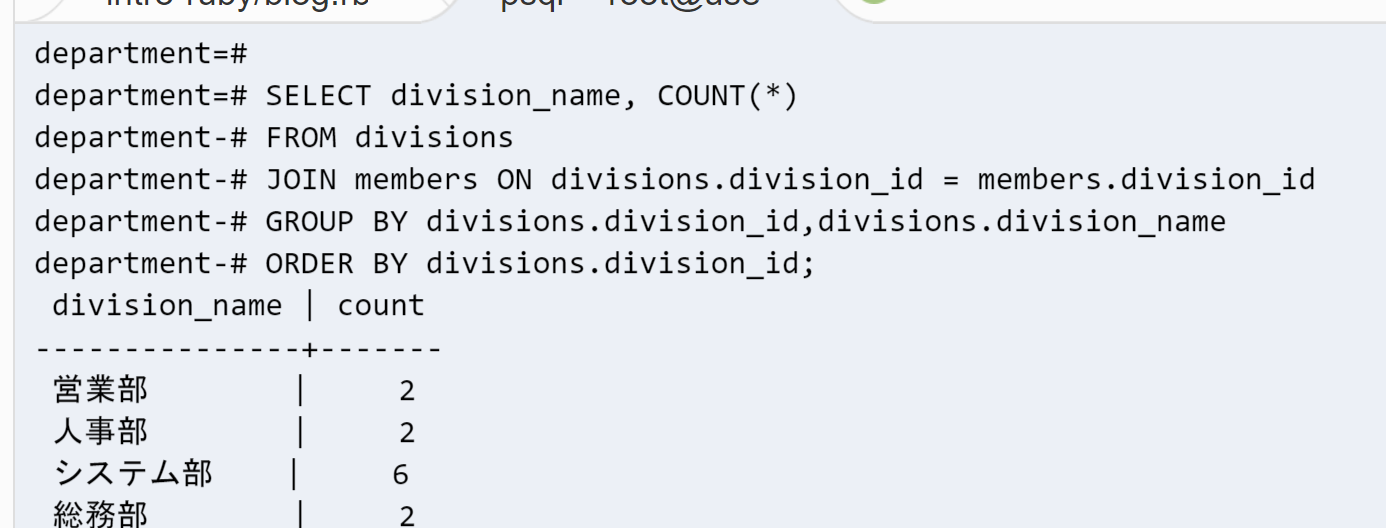 intro-ruby/blog.rb
psql - root@
department=#
department=# SELECT division_name, COUNT(*)
department-# FROM divisions
department-# JOIN members ON divisions.division_id = members.division_id
department-# GROUP BY divisions.division_id,divisions.division_name
department-# ORDER BY divisions.division_id;
 division_name | count
---------------+-------
 営業部        |     2
 人事部        |     2
 システム部    |     6
 総務部        |     2